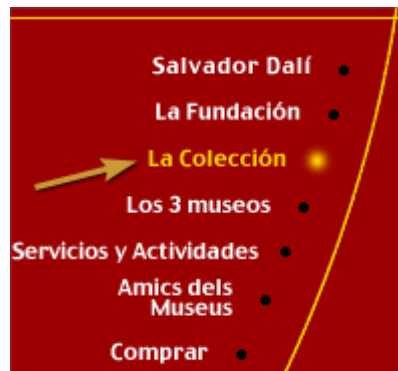 Salvador Dalí
La Fundación
La Colección
Los 3 museos
Servicios y Actividades
Amics dels
Museus
Comprar